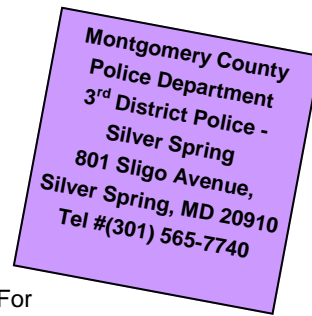 Montgomery County
Police Department
3rd District Police -
Silver Spring
801 Sligo Avenue,
Silver Spring, MD 20910
Tel #(301) 565-7740
For